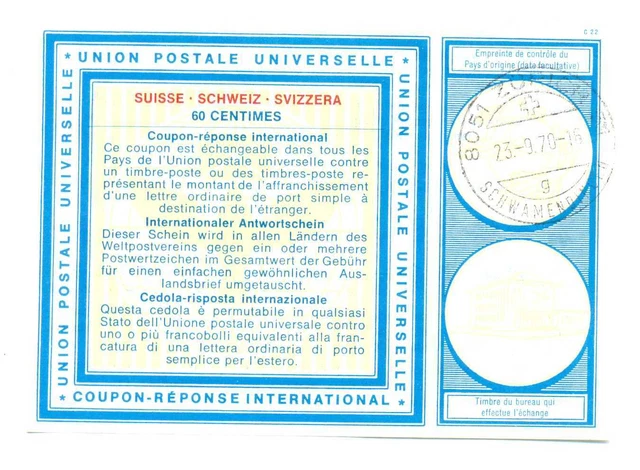 C 22
* UNION POSTALE UNIVERSELLE *
UNION POSTALE UNIVERSELLE
UNION POSTALE UNIVERSELLE
SUISSE · SCHWEIZ · SVIZZERA
60 CENTIMES
Coupon-réponse international
Ce coupon est échangeable dans tous les
Pays de l'Union postale universelle contre
un timbre-poste ou des timbres-poste re-
présentant le montant de l'affranchissement
d'une lettre ordinaire de port simple à
destination de l'étranger.
Internationaler Antwortschein
Dieser Schein wird in allen Ländern des
Weltpostvereins gegen ein oder mehrere
Postwertzeichen im Gesamtwert der Gebühr
für einen einfachen gewöhnlichen Aus-
landsbrief umgetauscht.
Cedola-risposta internazionale
Questa cedola è permutabile in qualsiasi
Stato dell'Unione postale universale contro
uno o più francobolli equivalenti alla fran-
catura di una lettera ordinaria di porto
semplice per l'estero.
* COUPON-RÉPONSE INTERNATIONAL *
Empreinte de contrôle du
Pays d'origine (date facultative)
8051 ZÜRICH
23.-9.70-16
g
Timbre du bureau qui
effectue l'échange